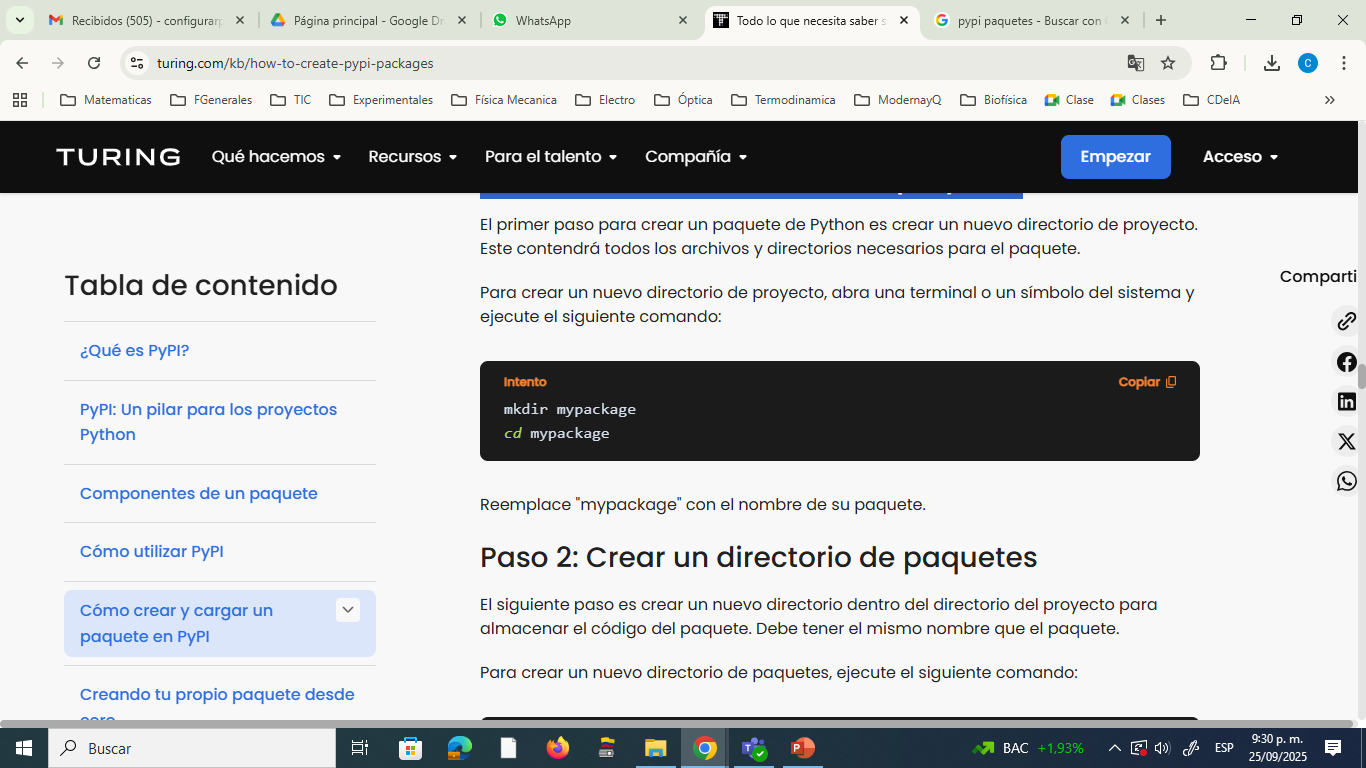 Recibidos (505) - configurarp
Página principal - Google Dr
WhatsApp
Todo lo que necesita saber s
pypi paquetes - Buscar con
turing.com/kb/how-to-create-pypi-packages
C
Matematicas
FGenerales
TIC
Experimentales
Física Mecanica
Electro
Óptica
Termodinamica
ModernayQ
Biofísica
Clase
Clases
CDeIA
TURING
Qué hacemos
Recursos
Para el talento
Compañía
Empezar
Acceso
Tabla de contenido
¿Qué es PyPI?
PyPI: Un pilar para los proyectos
Python
Componentes de un paquete
Cómo utilizar PyPI
Cómo crear y cargar un
paquete en PyPI
Creando tu propio paquete desde
El primer paso para crear un paquete de Python es crear un nuevo directorio de proyecto.
Este contendrá todos los archivos y directorios necesarios para el paquete.
Para crear un nuevo directorio de proyecto, abra una terminal o un símbolo del sistema y
ejecute el siguiente comando:
Intento
Copiar
mkdir mypackage
cd mypackage
Reemplace "mypackage" con el nombre de su paquete.
Paso 2: Crear un directorio de paquetes
El siguiente paso es crear un nuevo directorio dentro del directorio del proyecto para
almacenar el código del paquete. Debe tener el mismo nombre que el paquete.
Para crear un nuevo directorio de paquetes, ejecute el siguiente comando:
Comparti
Buscar
BAC +1,93%
ESP
9:30 p. m.
25/09/2025